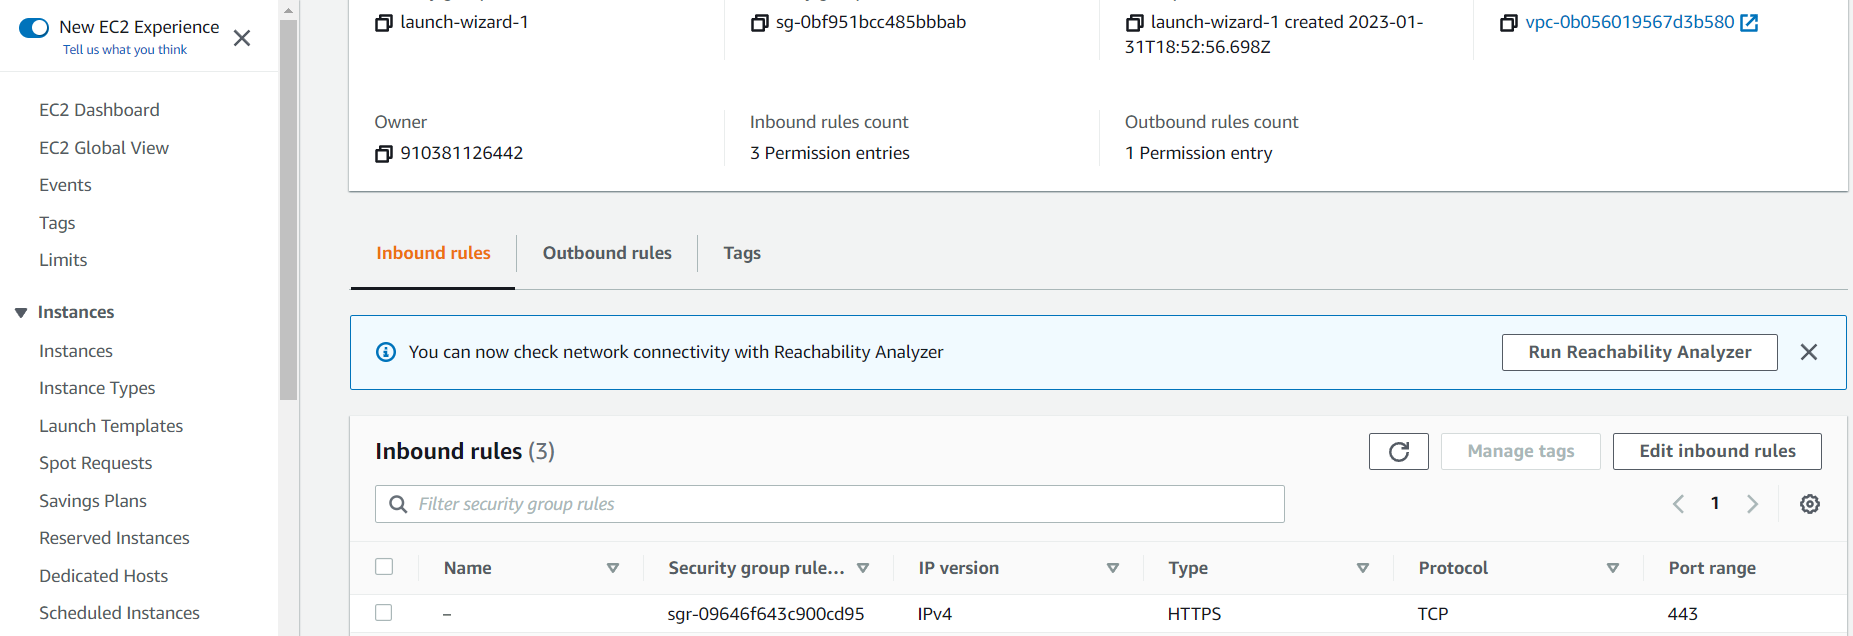 New EC2 Experience
Tell us what you think
EC2 Dashboard
EC2 Global View
Events
Tags
Limits
Instances
Instances
Instance Types
Launch Templates
Spot Requests
Savings Plans
Reserved Instances
Dedicated Hosts
Scheduled Instances
launch-wizard-1
sg-0bf951bcc485bbbab
launch-wizard-1 created 2023-01-
31T18:52:56.698Z
vpc-0b056019567d3b580
Owner
910381126442
Inbound rules count
3 Permission entries
Outbound rules count
1 Permission entry
Inbound rules
Outbound rules
Tags
You can now check network connectivity with Reachability Analyzer
Run Reachability Analyzer
Inbound rules (3)
Manage tags
Edit inbound rules
Filter security group rules
1
Name
Security group rule...
IP version
Type
Protocol
Port range
–
sgr-09646f643c900cd95
IPv4
HTTPS
TCP
443